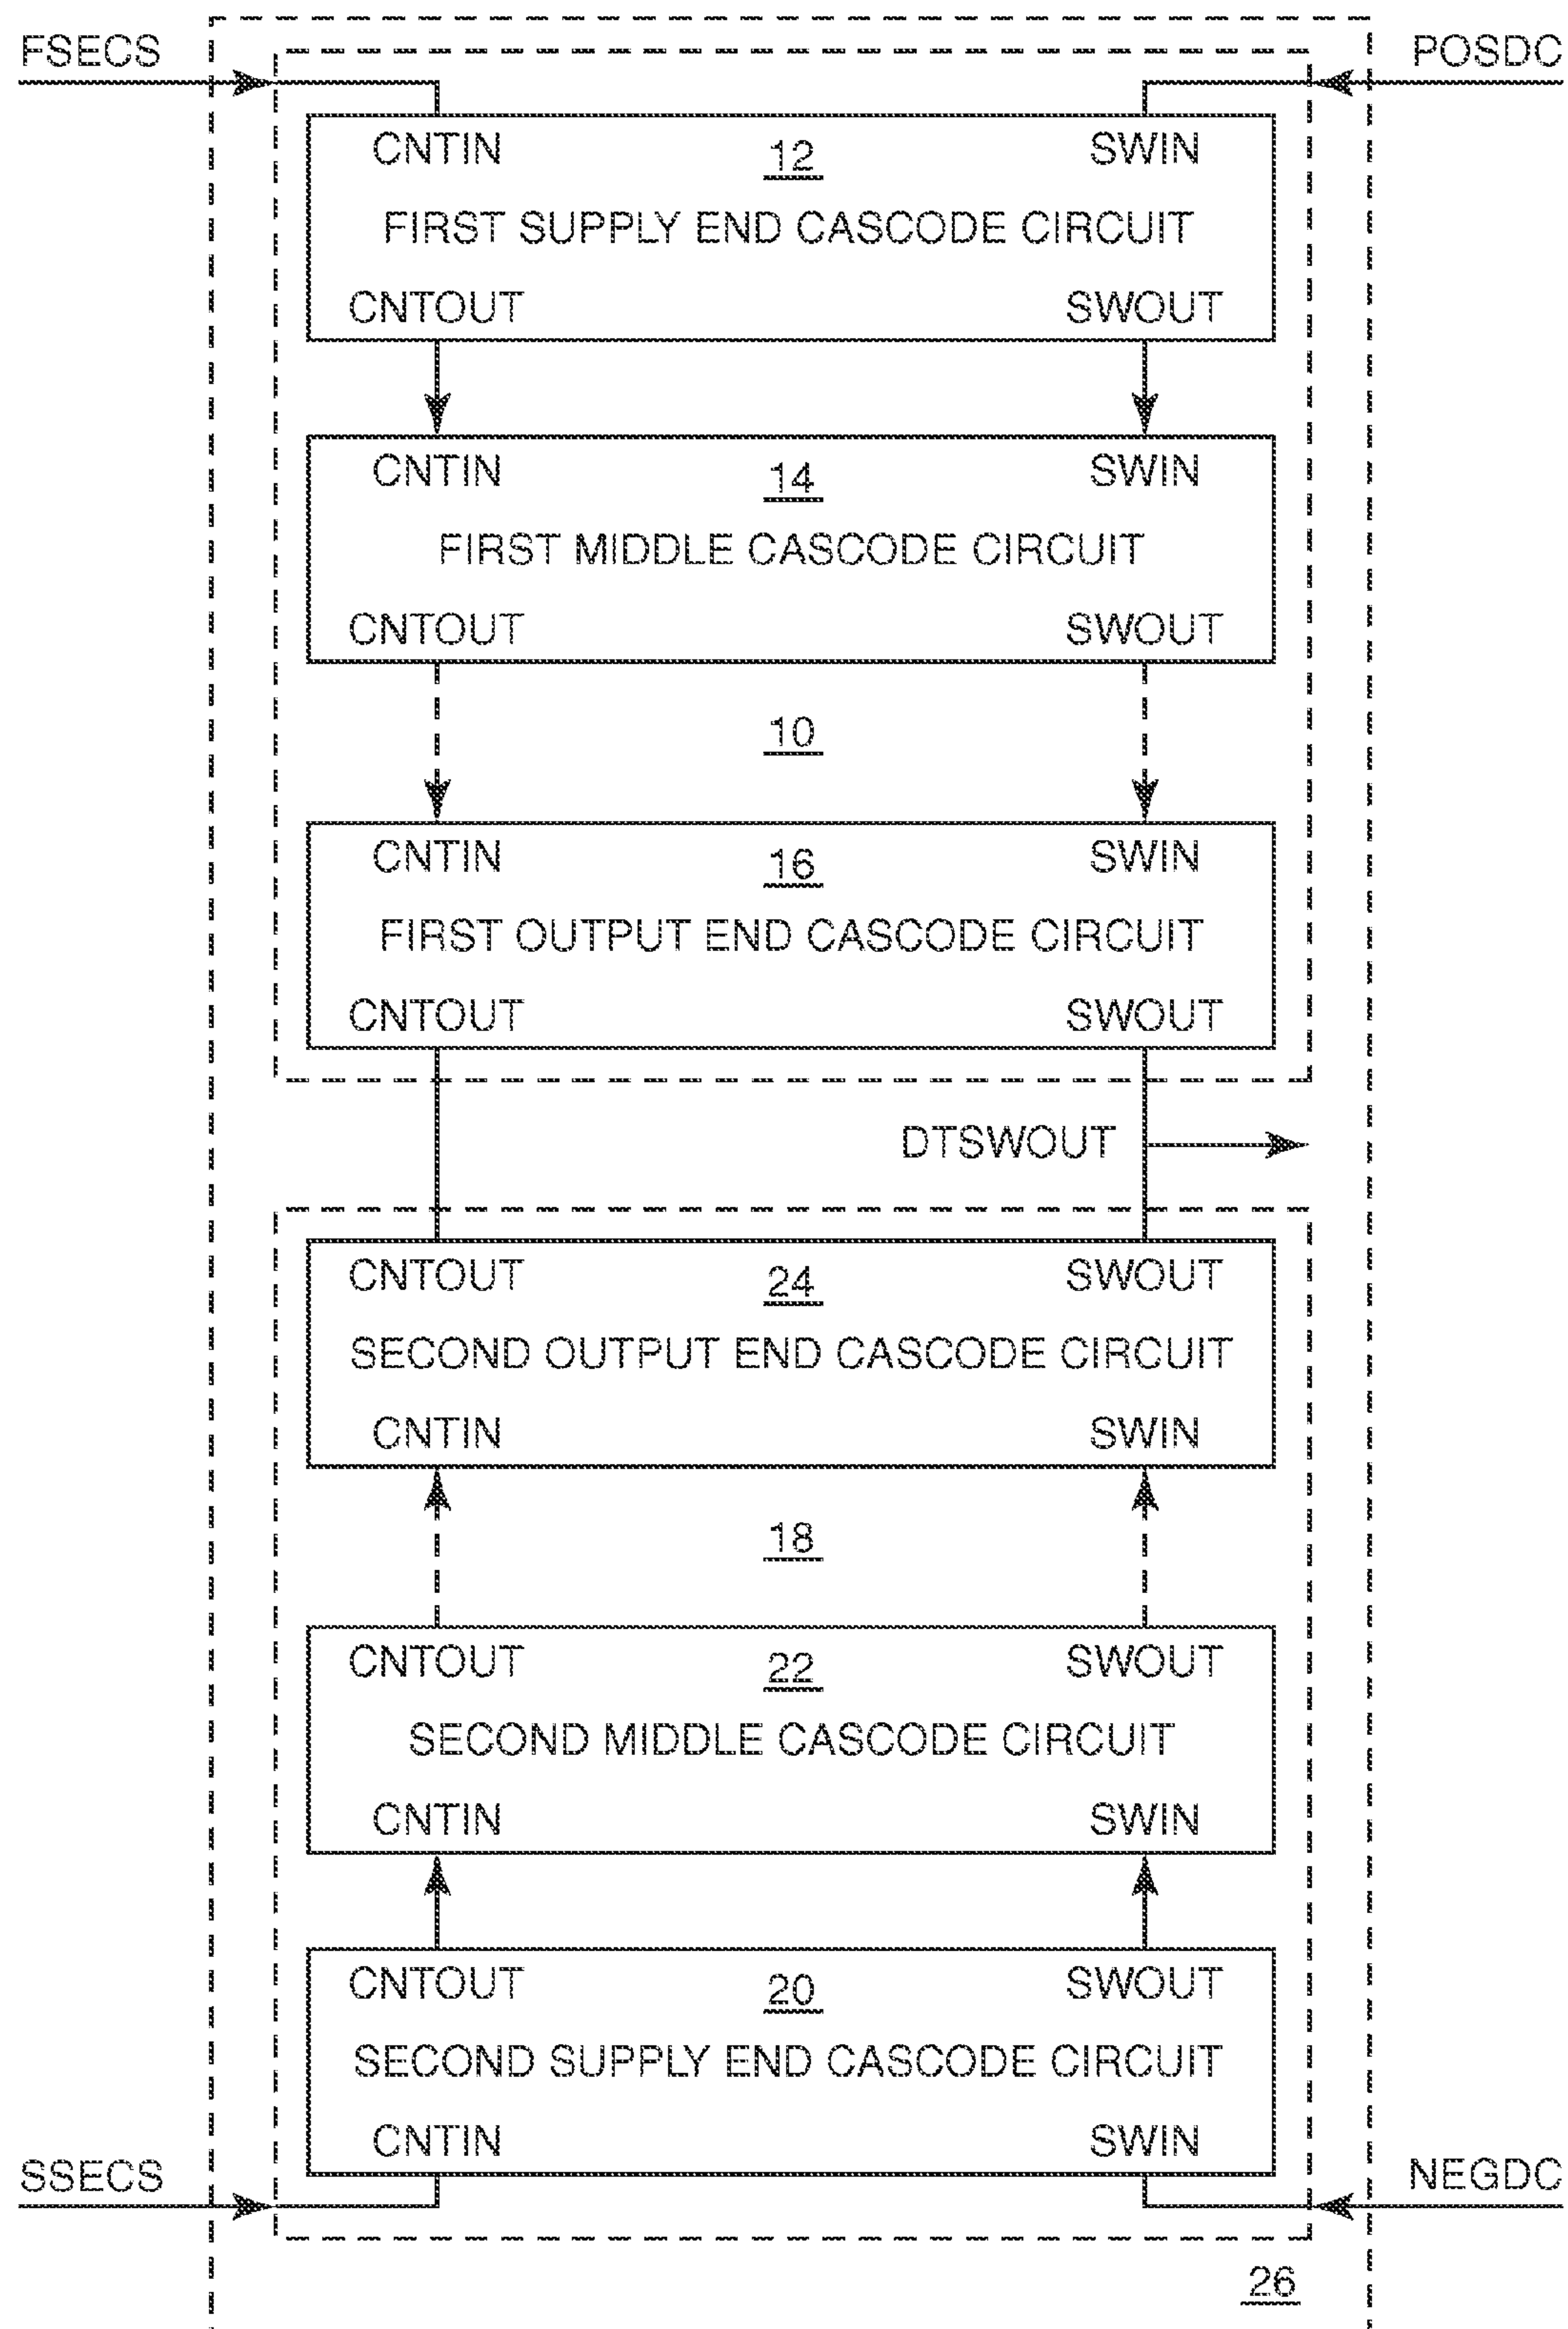 FSECS
POSDC
CNTIN 12 SWIN
FIRST SUPPLY END CASCODE CIRCUIT
CNTOUT SWOUT
CNTIN 14 SWIN
FIRST MIDDLE CASCODE CIRCUIT
CNTOUT SWOUT
10
CNTIN 16 SWIN
FIRST OUTPUT END CASCODE CIRCUIT
CNTOUT SWOUT
DTSWOUT
CNTOUT 24 SWOUT
SECOND OUTPUT END CASCODE CIRCUIT
CNTIN SWIN
18
CNTOUT 22 SWOUT
SECOND MIDDLE CASCODE CIRCUIT
CNTIN SWIN
CNTOUT 20 SWOUT
SECOND SUPPLY END CASCODE CIRCUIT
CNTIN SWIN
SSECS
NEGDC
26